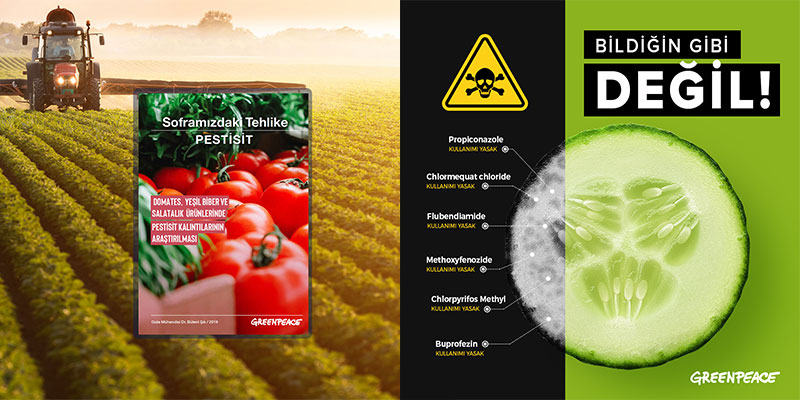 Soframızdaki Tehlike
PESTİSİT
DOMATES, YEŞİL BİBER VE
SALATALIK ÜRÜNLERİNDE
PESTİSİT KALINTILARININ
ARAŞTIRILMASI
Gıda Mühendisi Dr. Bülent Şık / 2019
GREENPEACE
BİLDİĞİN GİBİ
DEĞİL!
Propiconazole
KULLANIMI YASAK
Chlormequat chloride
KULLANIMI YASAK
Flubendiamide
KULLANIMI YASAK
Methoxyfenozide
KULLANIMI YASAK
Chlorpyrifos Methyl
KULLANIMI YASAK
Buprofezin
KULLANIMI YASAK
GREENPEACE